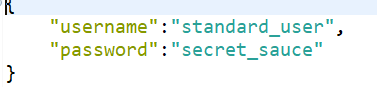 {
"username":"standard_user",
"password":"secret_sauce"
}